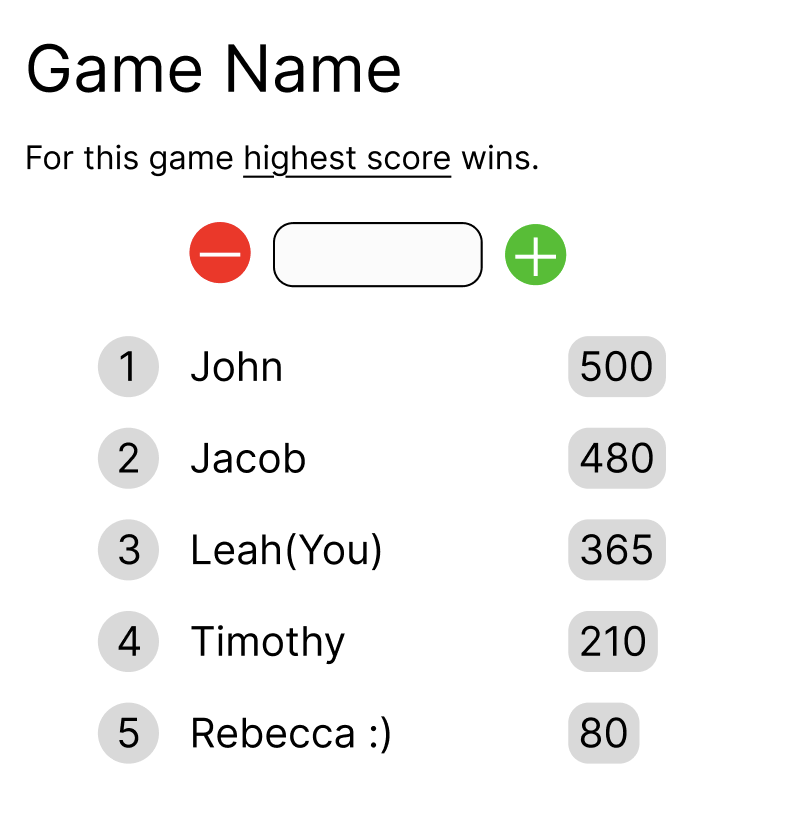 Game Name
For this game highest score wins.
1 John 500
2 Jacob 480
3 Leah(You) 365
4 Timothy 210
5 Rebecca :) 80